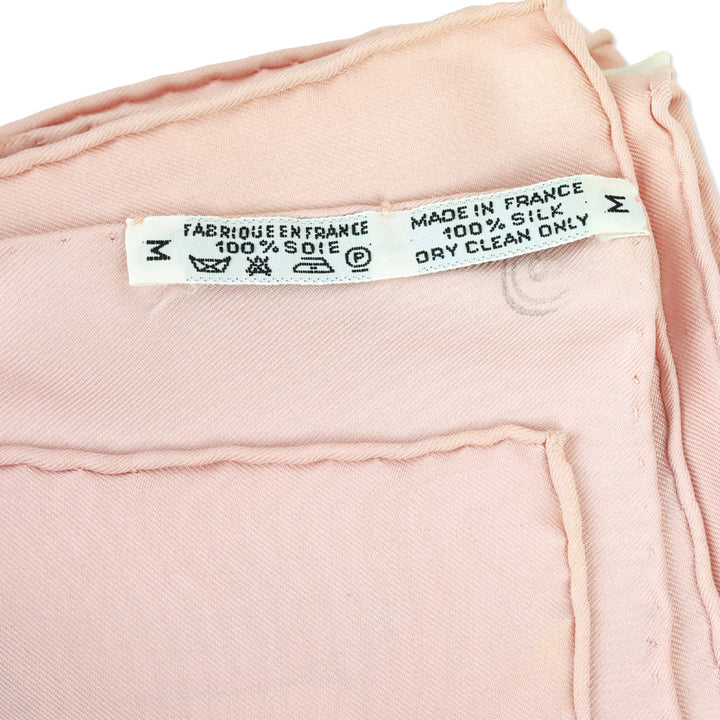 M
FABRIQUE EN FRANCE
100% SOIE
P
MADE IN FRANCE
100% SILK
DRY CLEAN ONLY
M